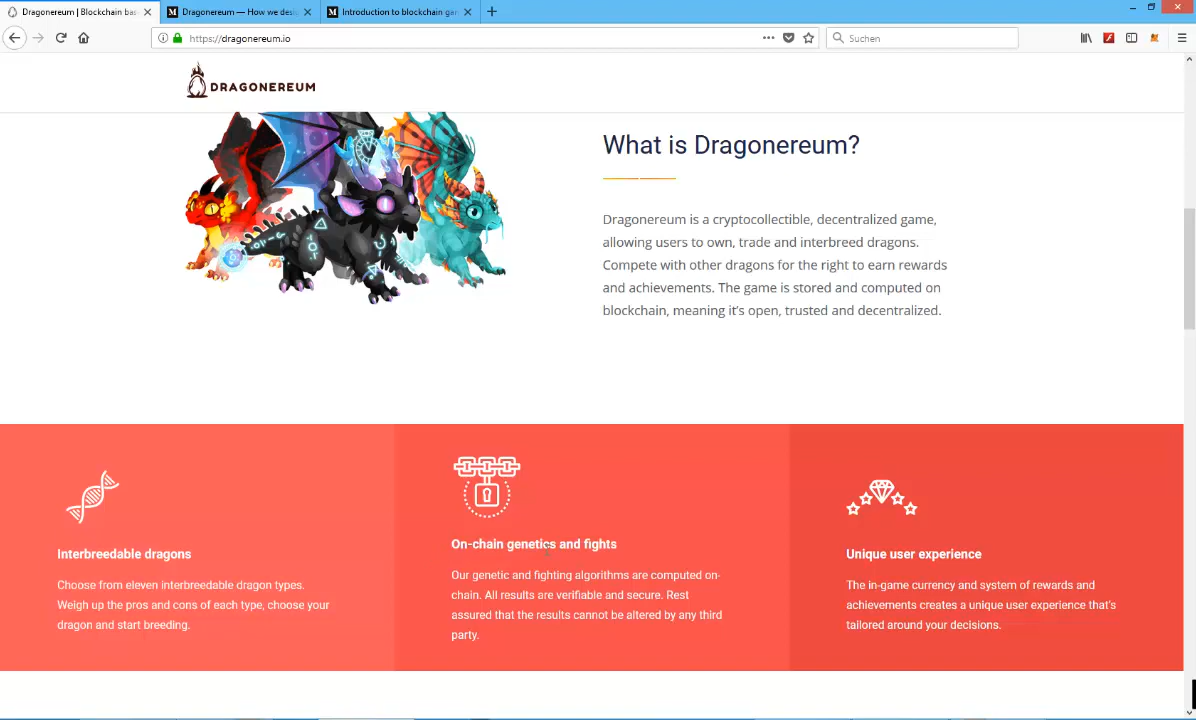 Dragonereum | Blockchain bas
Dragonereum — How we desi
Introduction to blockchain gar
https://dragonereum.io
Suchen
DRAGONEREUM
What is Dragonereum?
Dragonereum is a cryptocollectible, decentralized game,
allowing users to own, trade and interbreed dragons.
Compete with other dragons for the right to earn rewards
and achievements. The game is stored and computed on
blockchain, meaning it's open, trusted and decentralized.
Interbreedable dragons
Choose from eleven interbreedable dragon types.
Weigh up the pros and cons of each type, choose your
dragon and start breeding.
On-chain genetics and fights
Our genetic and fighting algorithms are computed on-
chain. All results are verifiable and secure. Rest
assured that the results cannot be altered by any third
party.
Unique user experience
The in-game currency and system of rewards and
achievements creates a unique user experience that's
tailored around your decisions.